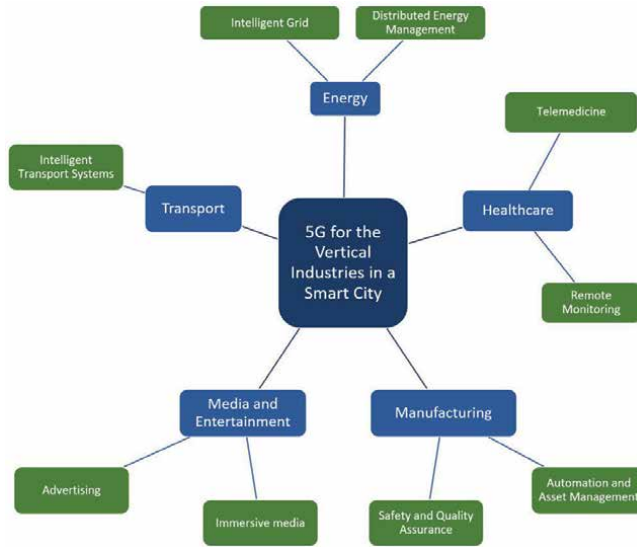 Intelligent Grid
Distributed Energy
Management
Energy
Telemedicine
Intelligent
Transport Systems
Transport
Healthcare
5G for the
Vertical
Industries in a
Smart City
Remote
Monitoring
Media and
Entertainment
Manufacturing
Advertising
Immersive media
Safety and Quality
Assurance
Automation and
Asset Management